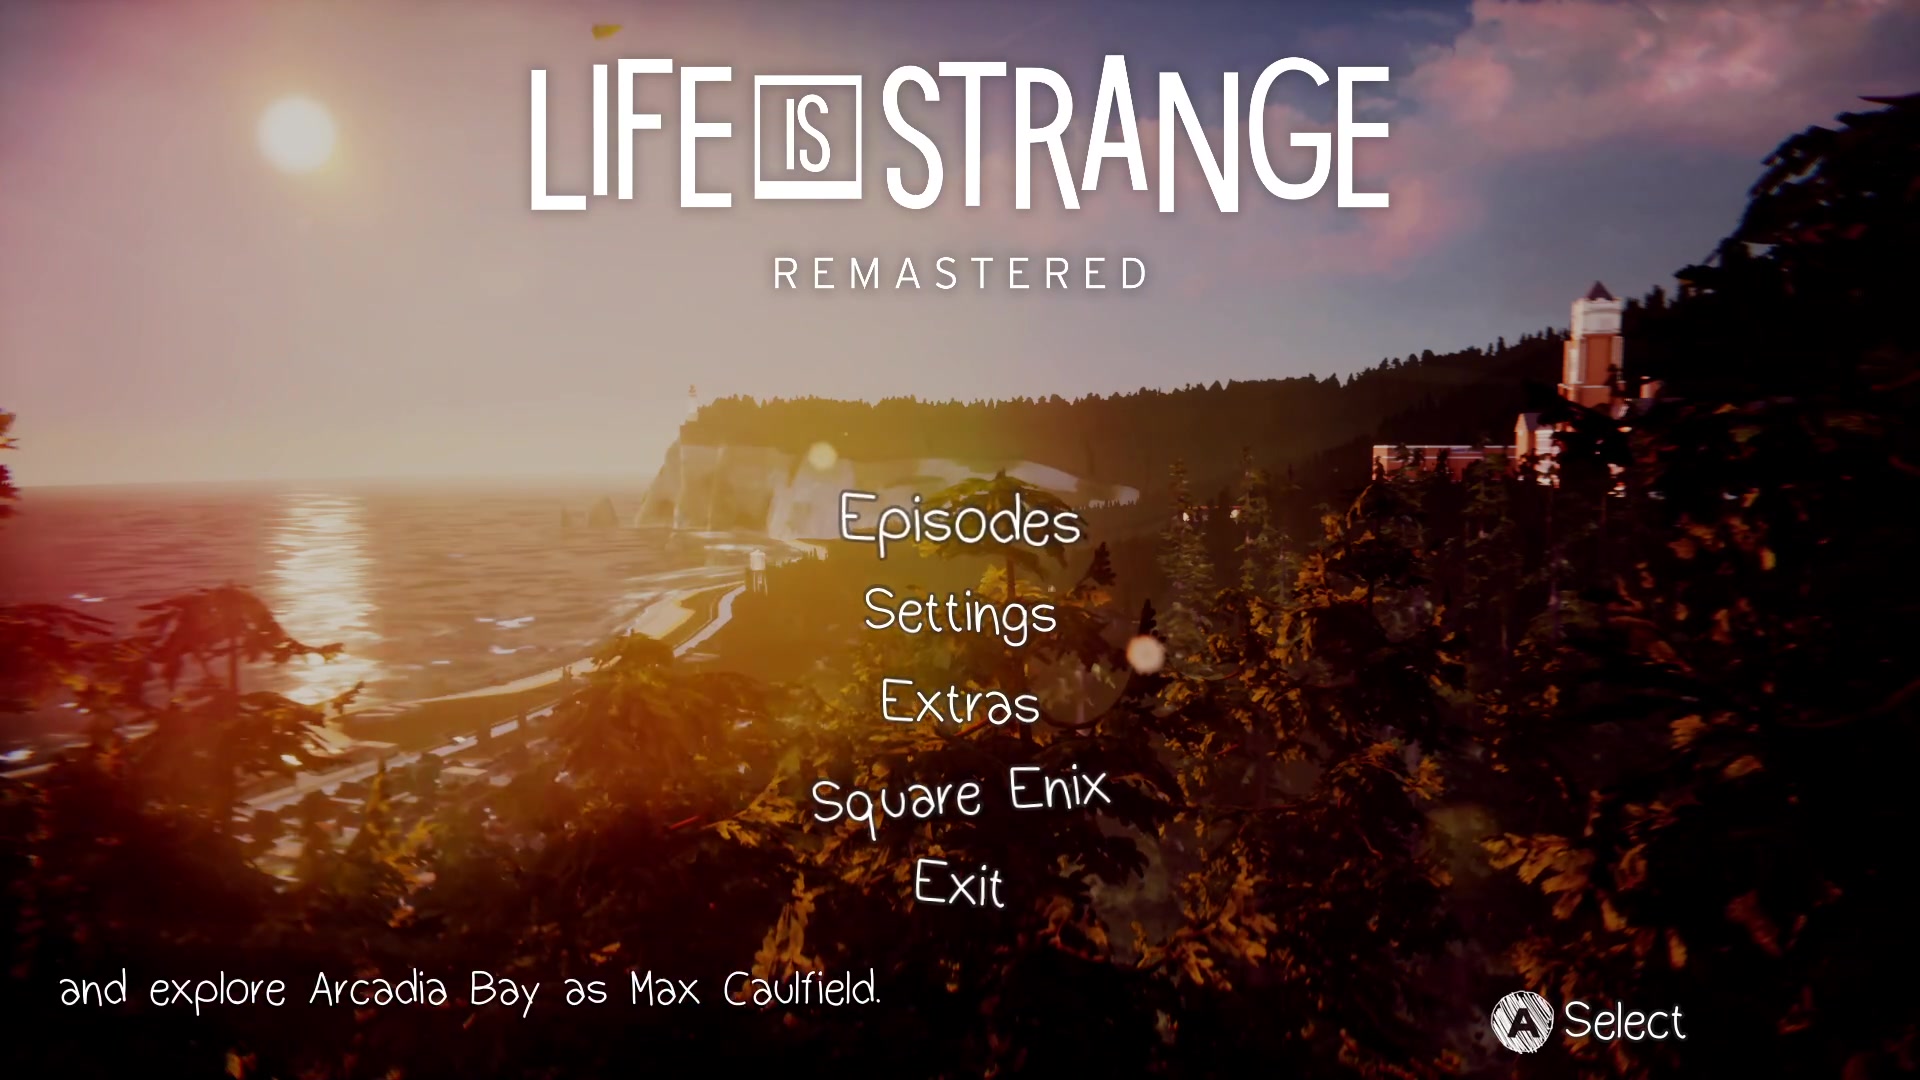 LIFE IS STRANGE
REMASTERED
Episodes
Settings
Extras
Square Enix
Exit
and explore Arcadia Bay as Max Caulfield.
A Select